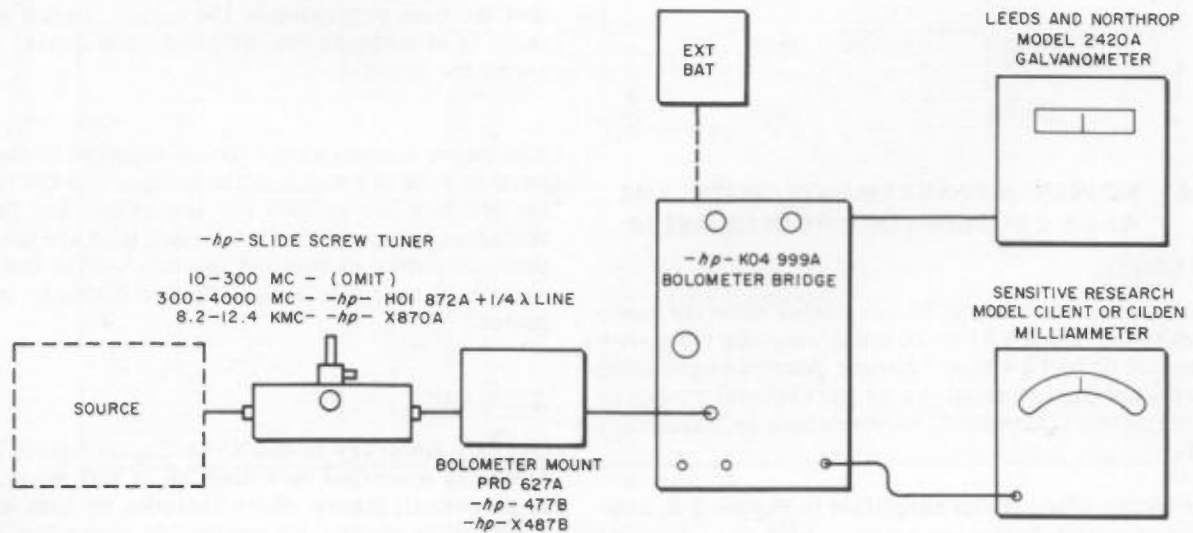 EXT
BAT
LEEDS AND NORTHROP
MODEL 2420A
GALVANOMETER
-hp- SLIDE SCREW TUNER
10-300 MC (OMIT)
300-4000 MC- -hp- HO1 872A + 1/4 λ LINE
8.2-12.4 KMC- -hp- X870A
-hp- K04 999A
BOLOMETER BRIDGE
SENSITIVE RESEARCH
MODEL CILENT OR CILDEN
MILLIAMMETER
SOURCE
BOLOMETER MOUNT
PRD 627A
-hp- 477B
-hp- X487B